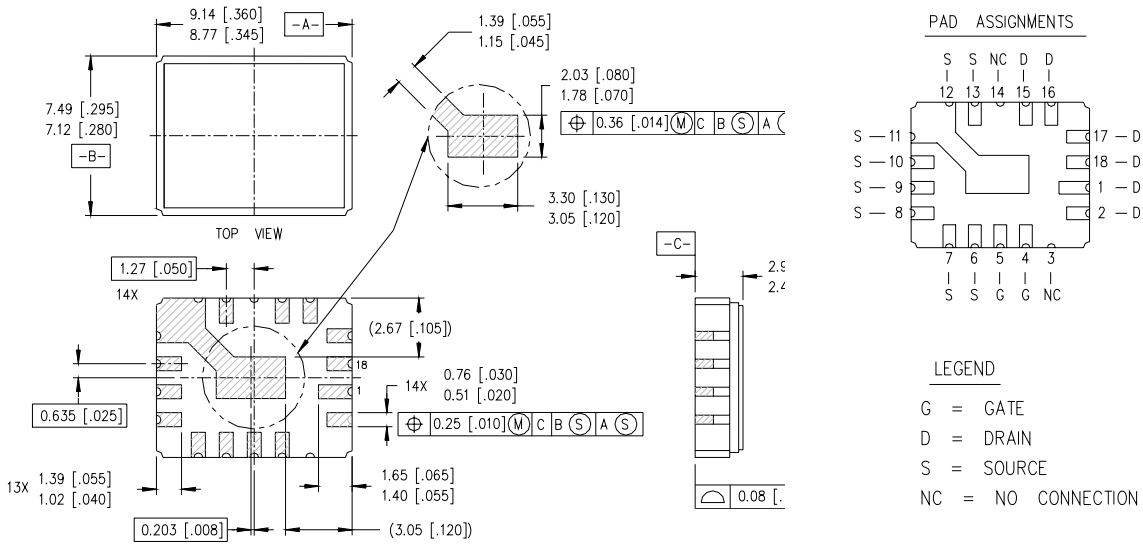 9.14 [.360]
8.77 [.345]
-A-
7.49 [.295]
7.12 [.280]
-B-
TOP VIEW
1.39 [.055]
1.15 [.045]
2.03 [.080]
1.78 [.070]
⌖ 0.36 [.014] Ⓜ C B Ⓢ A
3.30 [.130]
3.05 [.120]
1.27 [.050]
14X
(2.67 [.105])
18
1
0.635 [.025]
14X
0.76 [.030]
0.51 [.020]
⌖ 0.25 [.010] Ⓜ C B Ⓢ A Ⓢ
13X
1.39 [.055]
1.02 [.040]
1.65 [.065]
1.40 [.055]
0.203 [.008]
(3.05 [.120])
-C-
⌓ 0.08 [.
PAD ASSIGNMENTS
S S NC D D
12 13 14 15 16
S — 11
S — 10
S — 9
S — 8
17 — D
18 — D
1 — D
2 — D
7 6 5 4 3
S S G G NC
LEGEND
G = GATE
D = DRAIN
S = SOURCE
NC = NO CONNECTION